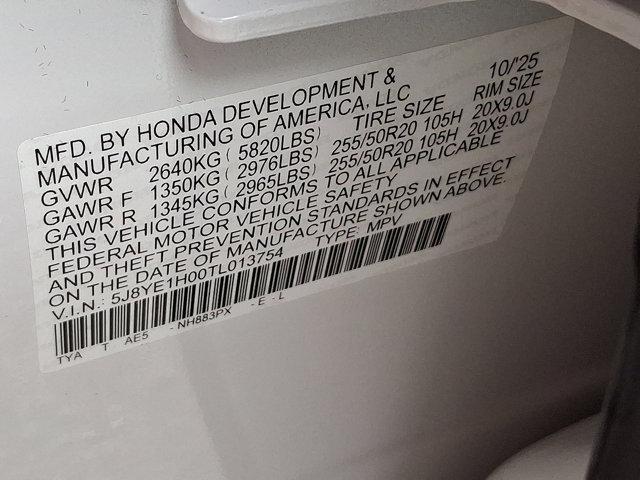 MFD. BY HONDA DEVELOPMENT & 10/'25
MANUFACTURING OF AMERICA, LLC
TIRE SIZE RIM SIZE
GVWR 2640KG ( 5820LBS)
GAWR F 1350KG ( 2976LBS) 255/50R20 105H 20X9.0J
GAWR R 1345KG ( 2965LBS) 255/50R20 105H 20X9.0J
THIS VEHICLE CONFORMS TO ALL APPLICABLE
FEDERAL MOTOR VEHICLE SAFETY
AND THEFT PREVENTION STANDARDS IN EFFECT
ON THE DATE OF MANUFACTURE SHOWN ABOVE.
V.I.N.: 5J8YE1H00TL013754 TYPE: MPV
TYA T AE5 - NH883PX - E - L